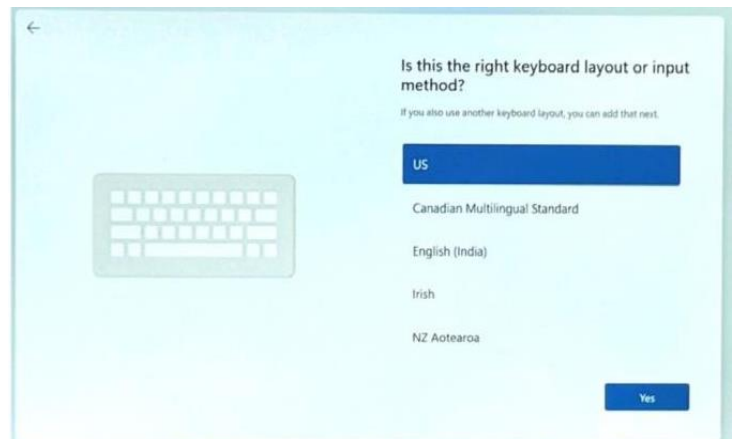 Is this the right keyboard layout or input
method?
If you also use another keyboard layout, you can add that next.
US
Canadian Multilingual Standard
English (India)
Irish
NZ Aotearoa
Yes